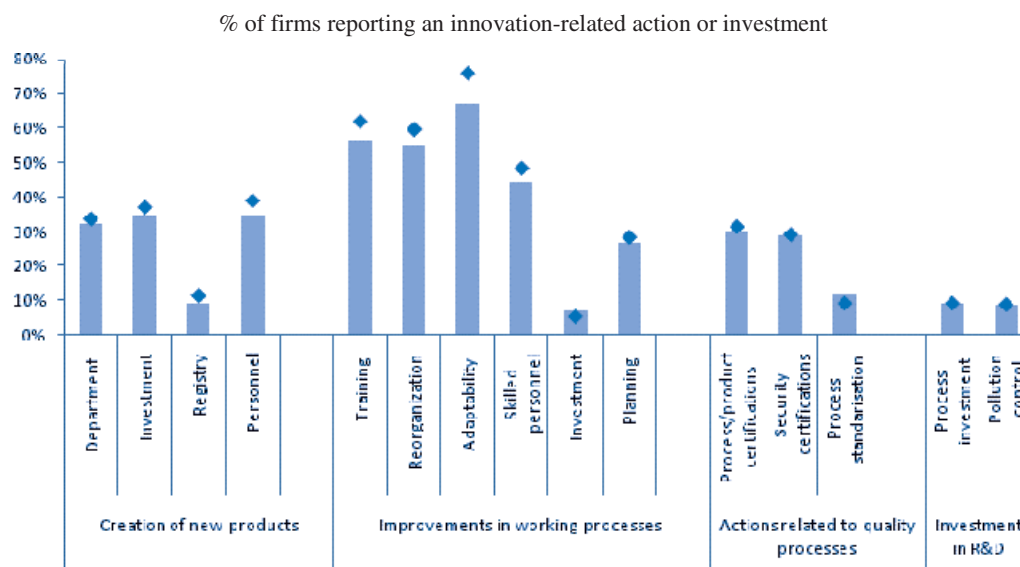 % of firms reporting an innovation-related action or investment
80%
70%
60%
50%
40%
30%
20%
10%
0%
Department
Investment
Registry
Personnel
Training
Reorganization
Adaptability
Skilled
personnel
Investment
Planning
Process/product
certifications
Security
certifications
Process
standarisation
Process
investment
Pollution
control
Creation of new products
Improvements in working processes
Actions related to quality
processes
Investment
in R&D